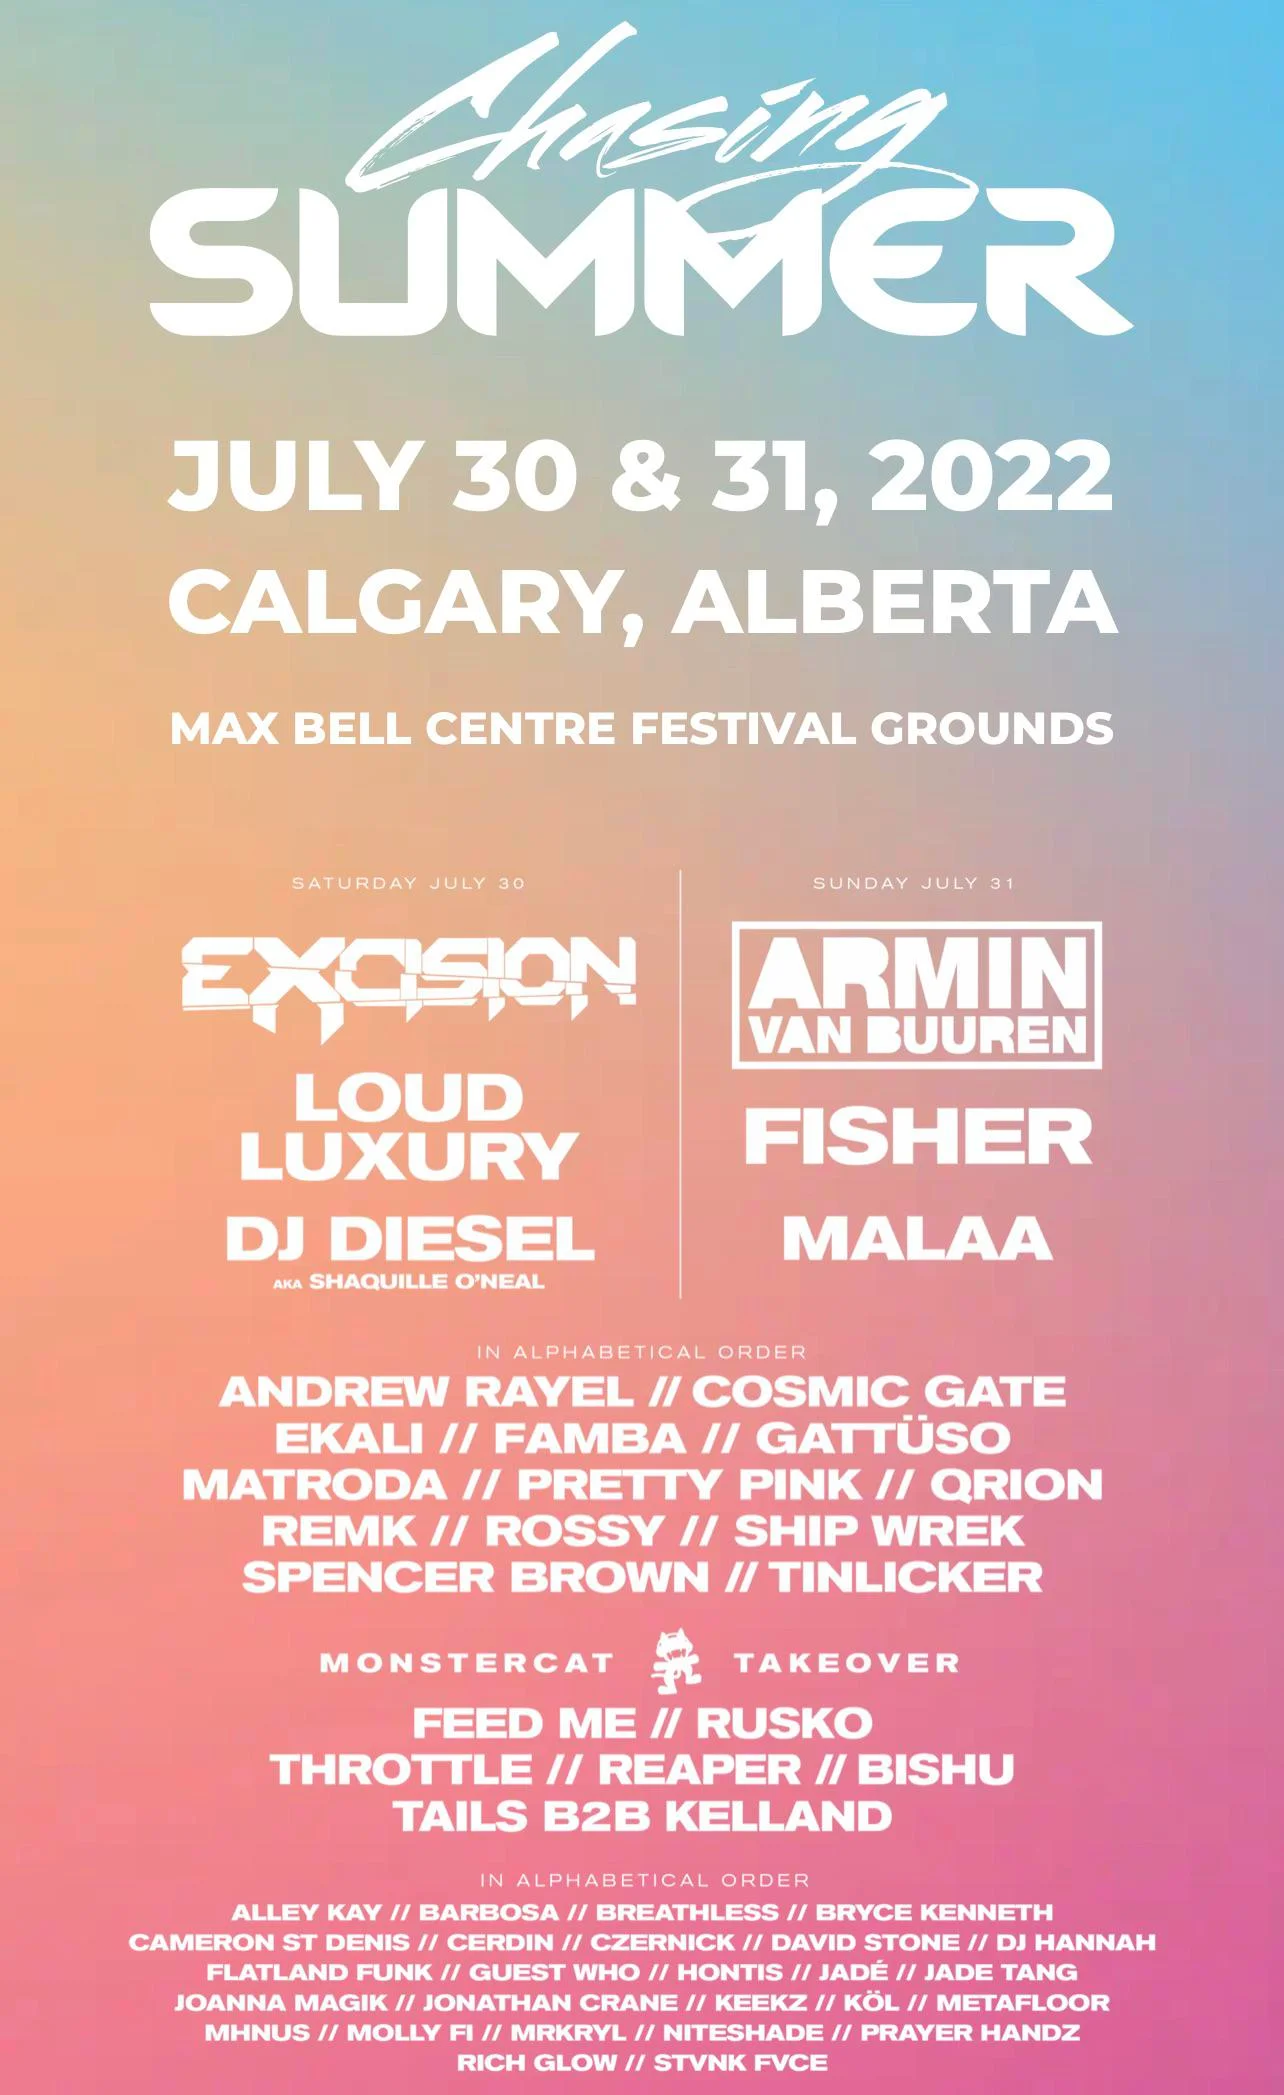 Chasing
SUMMER
JULY 30 & 31, 2022
CALGARY, ALBERTA
MAX BELL CENTRE FESTIVAL GROUNDS
SATURDAY JULY 30
EXCISION
LOUD
LUXURY
DJ DIESEL
AKA SHAQUILLE O'NEAL
SUNDAY JULY 31
ARMIN
VAN BUUREN
FISHER
MALAA
IN ALPHABETICAL ORDER
ANDREW RAYEL // COSMIC GATE
EKALI // FAMBA // GATTÜSO
MATRODA // PRETTY PINK // QRION
REMK // ROSSY // SHIP WREK
SPENCER BROWN // TINLICKER
MONSTERCAT TAKEOVER
FEED ME // RUSKO
THROTTLE // REAPER // BISHU
TAILS B2B KELLAND
IN ALPHABETICAL ORDER
ALLEY KAY // BARBOSA // BREATHLESS // BRYCE KENNETH
CAMERON ST DENIS // CERDIN // CZERNICK // DAVID STONE // DJ HANNAH
FLATLAND FUNK // GUEST WHO // HONTIS // JADÉ // JADE TANG
JOANNA MAGIK // JONATHAN CRANE // KEEKZ // KÖL // METAFLOOR
MHNUS // MOLLY FI // MRKRYL // NITESHADE // PRAYER HANDZ
RICH GLOW // STVNK FVCE